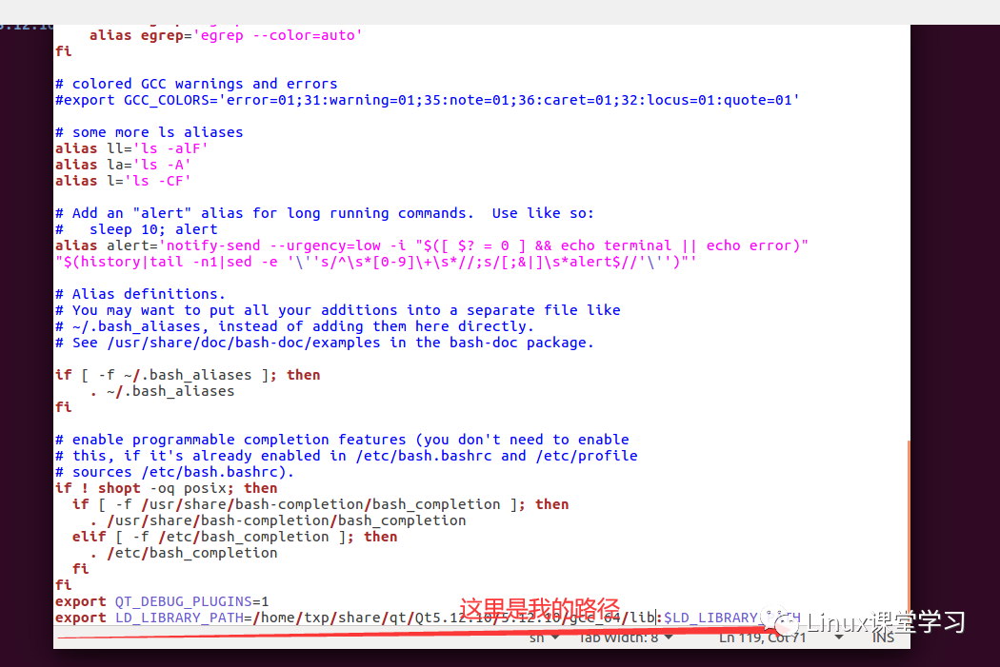 alias egrep='egrep --color=auto'
fi
# colored GCC warnings and errors
#export GCC_COLORS='error=01;31:warning=01;35:note=01;36:caret=01;32:locus=01:quote=01'
# some more ls aliases
alias ll='ls -alF'
alias la='ls -A'
alias l='ls -CF'
# Add an "alert" alias for long running commands.  Use like so:
#   sleep 10; alert
alias alert='notify-send --urgency=low -i "$([ $? = 0 ] && echo terminal || echo error)"
"$(history|tail -n1|sed -e '\''s/^\s*[0-9]\+\s*//;s/[;&|]\s*alert$//'\'')"'
# Alias definitions.
# You may want to put all your additions into a separate file like
# ~/.bash_aliases, instead of adding them here directly.
# See /usr/share/doc/bash-doc/examples in the bash-doc package.
if [ -f ~/.bash_aliases ]; then
. ~/.bash_aliases
fi
# enable programmable completion features (you don't need to enable
# this, if it's already enabled in /etc/bash.bashrc and /etc/profile
# sources /etc/bash.bashrc).
if ! shopt -oq posix; then
if [ -f /usr/share/bash-completion/bash_completion ]; then
. /usr/share/bash-completion/bash_completion
elif [ -f /etc/bash_completion ]; then
. /etc/bash_completion
fi
fi
export QT_DEBUG_PLUGINS=1
这里是我的路径
export LD_LIBRARY_PATH=/home/txp/share/qt/Qt5.12.10/5.12.10/gcc_64/lib:$LD_LIBRARY_PATH
Linux课堂学习
sh Tab Width: 8 Ln 119, Col 71 INS